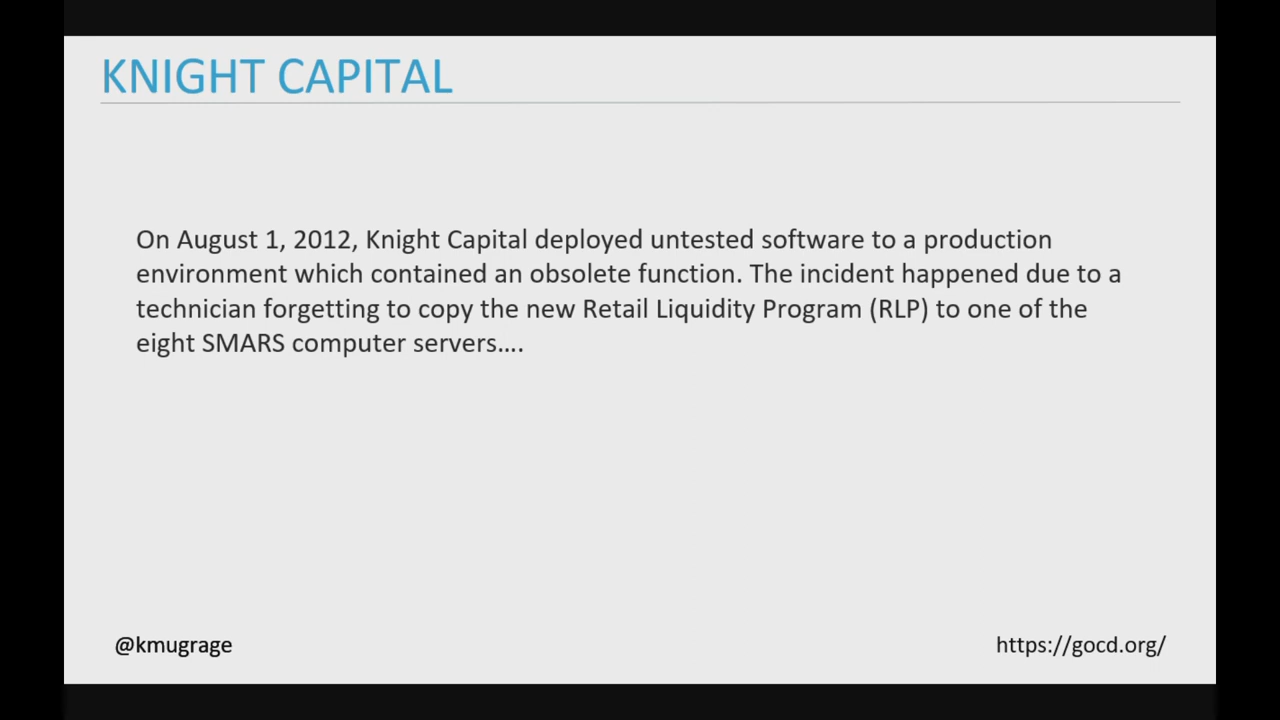 KNIGHT CAPITAL
On August 1, 2012, Knight Capital deployed untested software to a production
environment which contained an obsolete function. The incident happened due to a
technician forgetting to copy the new Retail Liquidity Program (RLP) to one of the
eight SMARS computer servers....
@kmugrage
https://gocd.org/